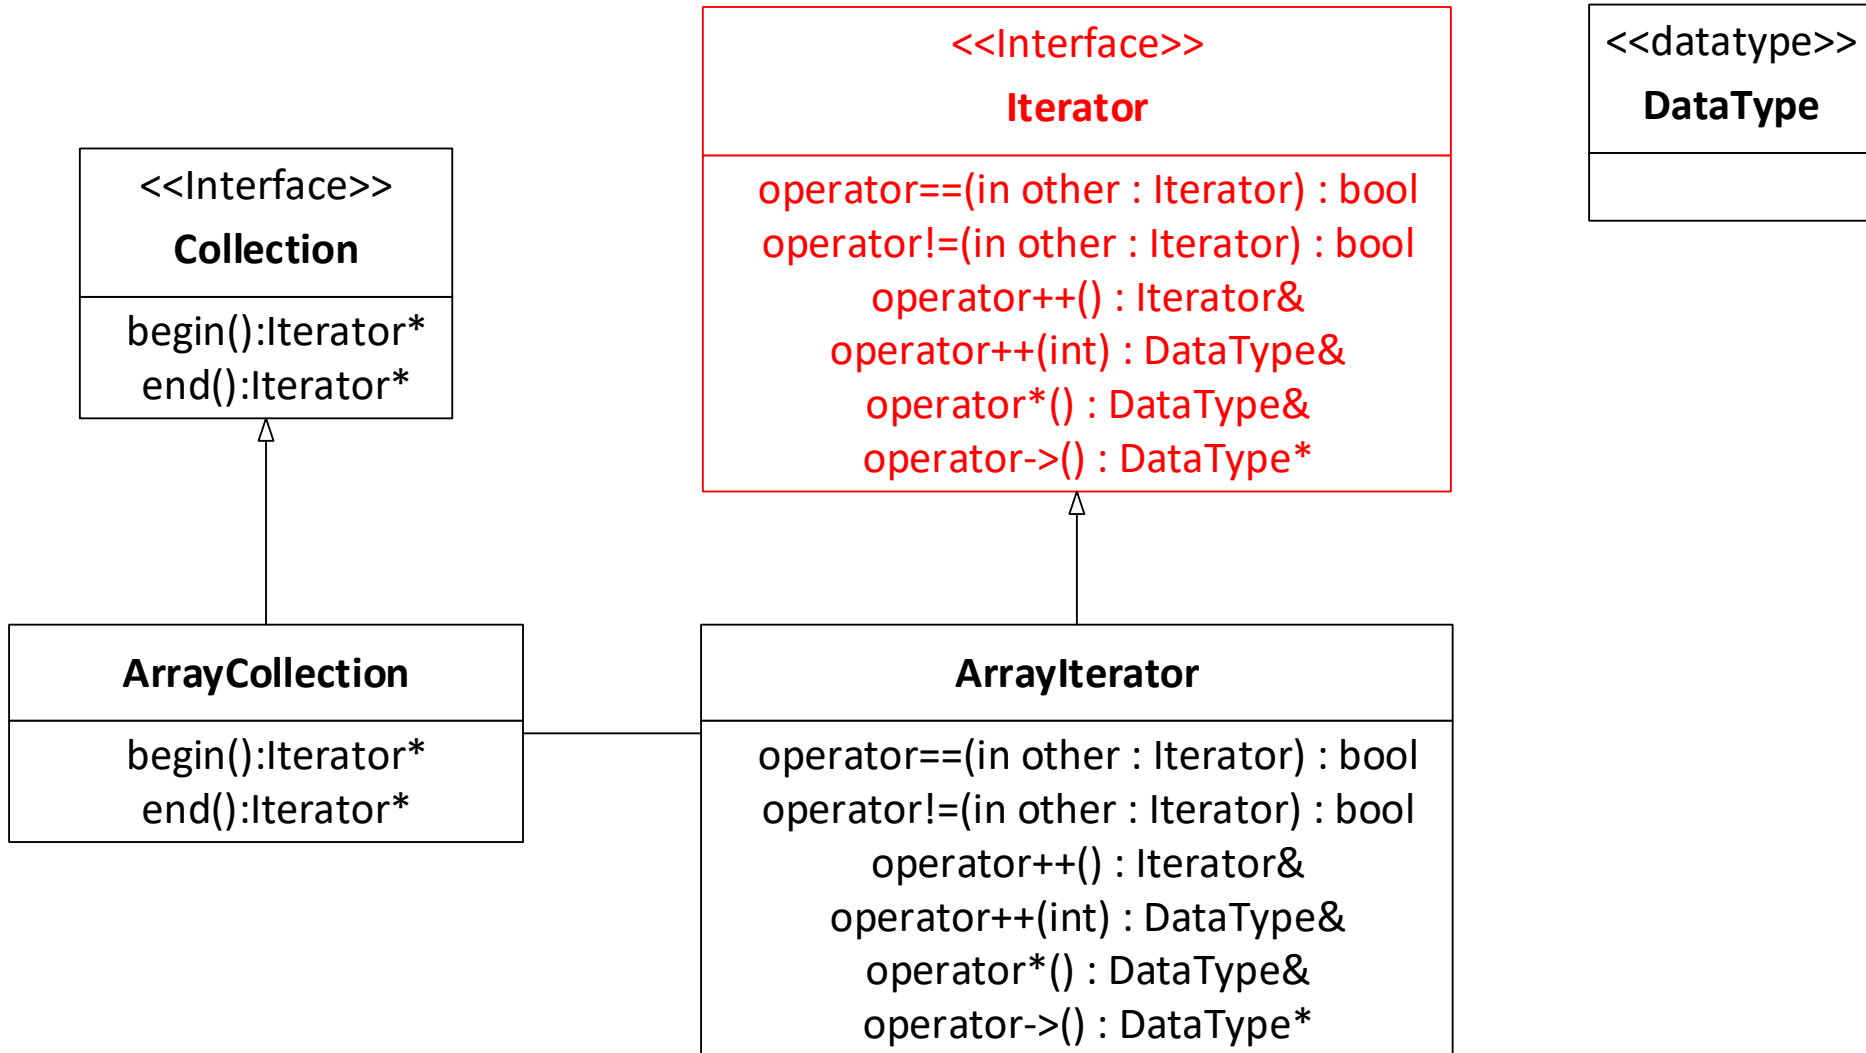 <<Interface>>
Iterator
operator==(in other : Iterator) : bool
operator!=(in other : Iterator) : bool
operator++() : Iterator&
operator++(int) : DataType&
operator*() : DataType&
operator->() : DataType*
<<datatype>>
DataType
<<Interface>>
Collection
begin():Iterator*
end():Iterator*
ArrayCollection
begin():Iterator*
end():Iterator*
ArrayIterator
operator==(in other : Iterator) : bool
operator!=(in other : Iterator) : bool
operator++() : Iterator&
operator++(int) : DataType&
operator*() : DataType&
operator->() : DataType*